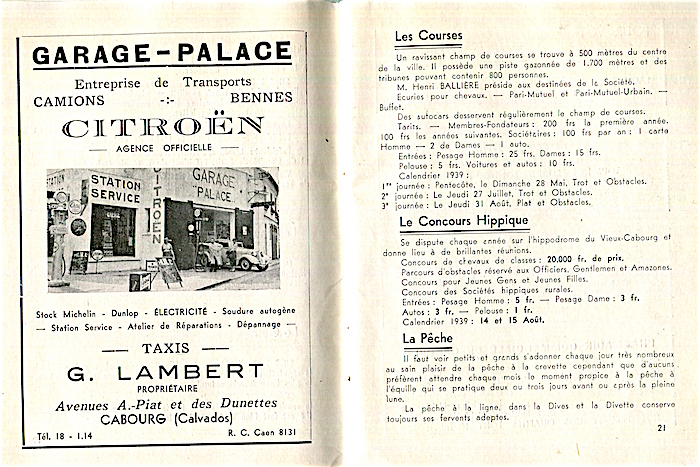 GARAGE-PALACE
Entreprise de Transports
CAMIONS -:- BENNES
CITROËN
— AGENCE OFFICIELLE —
STATION
SERVICE
CITROEN
GARAGE
PALACE
Stock Michelin - Dunlop - ÉLECTRICITÉ - Soudure autogène
— Station Service - Atelier de Réparations - Dépannage —
—— TAXIS ——
G. LAMBERT
PROPRIÉTAIRE
Avenues A.-Piat et des Dunettes
CABOURG (Calvados)
Tél. 18 - 1.14 R. C. Caen 8131
Les Courses
Un ravissant champ de courses se trouve à 500 mètres du centre
de la ville. Il possède une piste gazonnée de 1.700 mètres et des
tribunes pouvant contenir 800 personnes.
M. Henri BALLIÈRE préside aux destinées de la Société.
Ecuries pour chevaux. — Pari-Mutuel et Pari-Mutuel-Urbain. —
Buffet.
Des autocars desservent régulièrement le champ de courses.
Tarits. — Membres-Fondateurs : 200 frs la première année.
100 frs les années suivantes. Sociétaires : 100 frs par an : 1 carte
Homme — 2 de Dames — 1 auto.
Entrées : Pesage Homme : 25 frs. Dames : 15 frs.
Pelouse : 5 frs. Voitures et autos : 10 frs.
Calendrier 1939 :
1re journée : Pentecôte, le Dimanche 28 Mai, Trot et Obstacles.
2e journée : Le Jeudi 27 Juillet, Trot et Obstacles.
3e journée : Le Jeudi 31 Août, Plat et Obstacles.
Le Concours Hippique
Se dispute chaque année sur l'hippodrome du Vieux-Cabourg et
donne lieu à de brillantes réunions.
Concours de chevaux de classes : 20.000 fr. de prix.
Parcours d'obstacles réservé aux Officiers, Gentlemen et Amazones.
Concours pour Jeunes Gens et Jeunes Filles.
Concours des Sociétés hippiques rurales.
Entrées : Pesage Homme : 5 fr. — Pesage Dame : 3 fr.
Autos : 3 fr. — Pelouse : 1 fr.
Calendrier 1939 : 14 et 15 Août.
La Pêche
Il faut voir petits et grands s'adonner chaque jour très nombreux
au sain plaisir de la pêche à la crevette cependant que d'aucuns
préfèrent attendre chaque mois le moment propice à la pêche à
l'équille qui se pratique deux ou trois jours avant ou après la pleine
lune.
La pêche à la ligne, dans la Dives et la Divette conserve
toujours ses fervents adeptes.
21